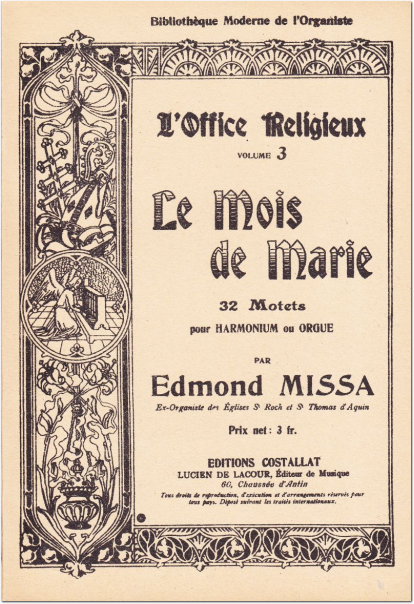 Bibliothèque Moderne de l'Organiste
L'Office Religieux
VOLUME 3
Le Mois
de Marie
32 Motets
pour HARMONIUM ou ORGUE
PAR
Edmond MISSA
Ex-Organiste des Églises St Roch et St Thomas d'Aquin
Prix net : 3 fr.
EDITIONS COSTALLAT
LUCIEN DE LACOUR, Éditeur de Musique
60, Chaussée d'Antin
Tous droits de reproduction, d'exécution et d'arrangements réservés pour
tous pays. Déposé suivant les traités internationaux.